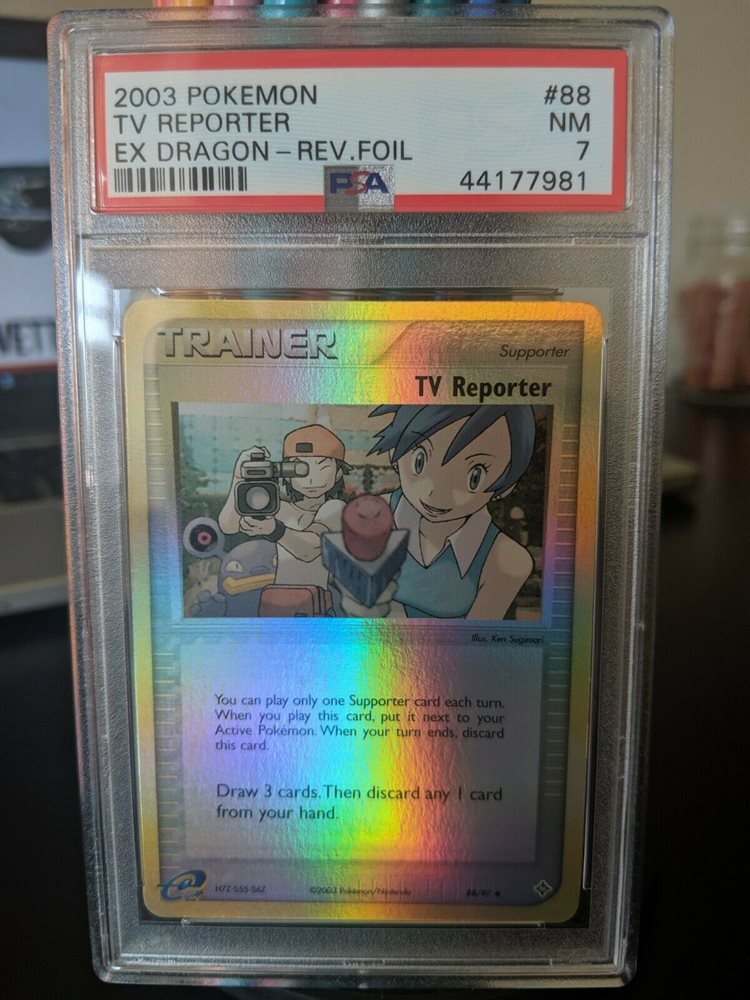 2003 POKEMON #88
TV REPORTER NM
EX DRAGON - REV.FOIL 7
PSA 44177981
TRAINER
Supporter
TV Reporter
Illus. Ken Sugimori
You can play only one Supporter card each turn.
When you play this card, put it next to your
Active Pokémon. When your turn ends, discard
this card.
Draw 3 cards. Then discard any 1 card
from your hand.
©2003 Pokémon/Nintendo